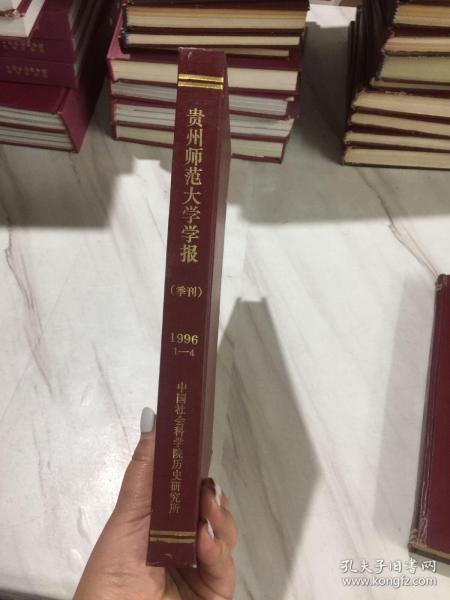 贵州师范大学学报
(季刊)
1996
1—4
中国社会科学院历史研究所
孔夫子旧书网
www.kongfz.com